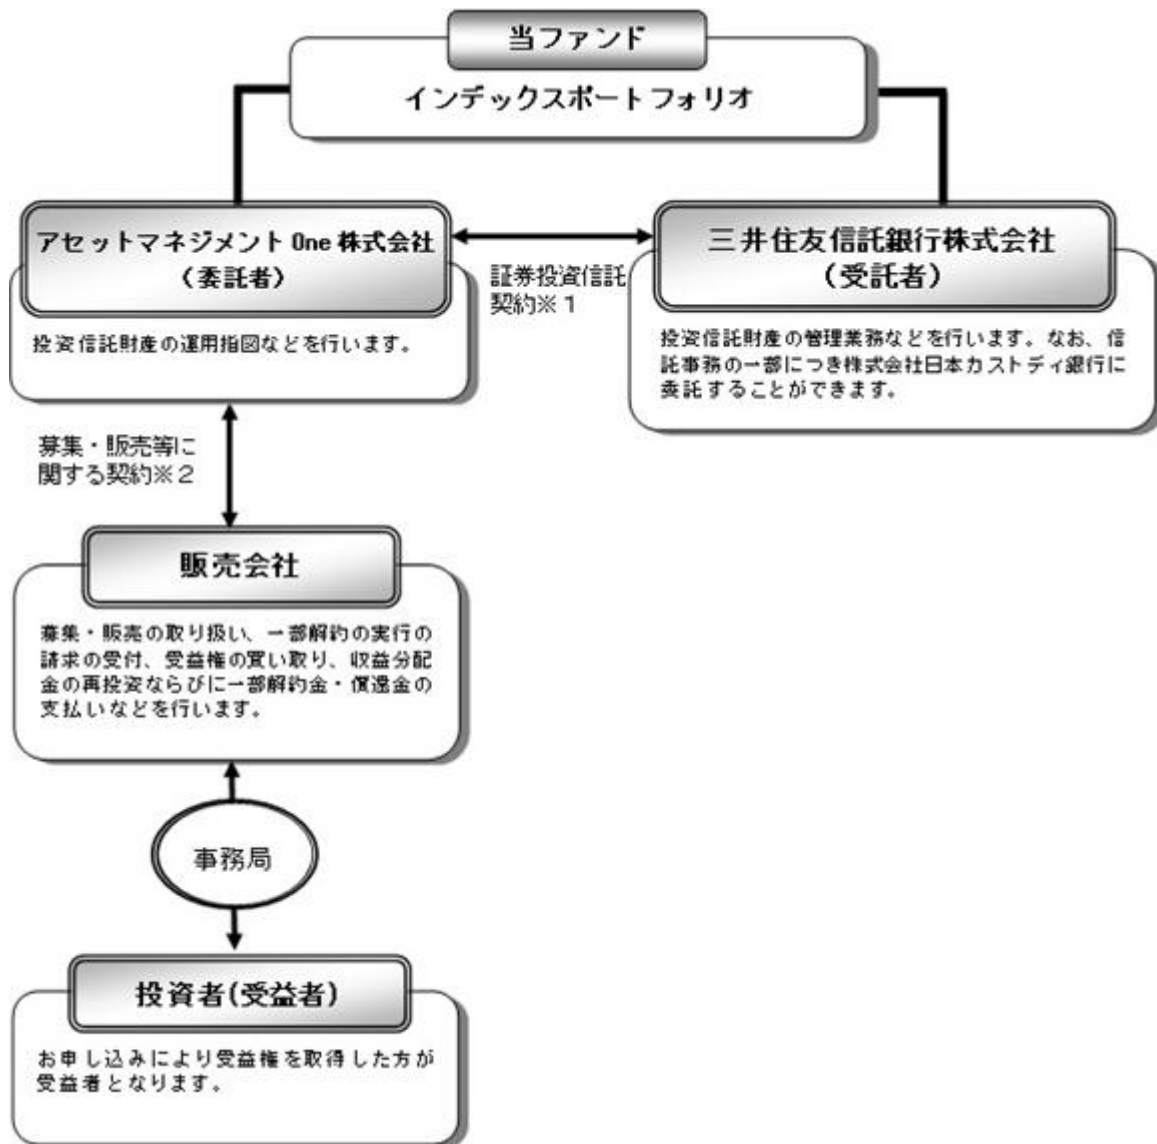 当ファンド
インデックスポートフォリオ
アセットマネジメント One 株式会社
（委託者）
投資信託財産の運用指図などを行います。
証券投資信託
契約※１
三井住友信託銀行株式会社
（受託者）
投資信託財産の管理業務などを行います。なお、信
託事務の一部につき株式会社日本カストディ銀行に
委託することができます。
募集・販売等に
関する契約※２
販売会社
募集・販売の取り扱い、一部解約の実行の
請求の受付、受益権の買い取り、収益分配
金の再投資ならびに一部解約金・償還金の
支払いなどを行います。
事務局
投資者(受益者)
お申し込みにより受益権を取得した方が
受益者となります。